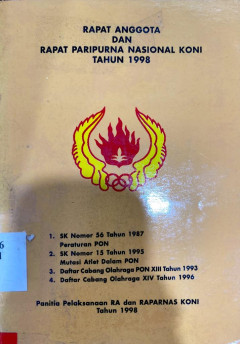 RAPAT ANGGOTA
DAN
RAPAT PARIPURNA NASIONAL KONI
TAHUN 1998
1. SK Nomor 56 Tahun 1987
Peraturan PON
2. SK Nomor 15 Tahun 1995
Mutasi Atlet Dalam PON
3. Daftar Cabang Olahraga PON XIII Tahun 1993
4. Daftar Cabang Olahraga XIV Tahun 1996
Panitia Pelaksanaan RA dan RAPARNAS KONI
Tahun 1998